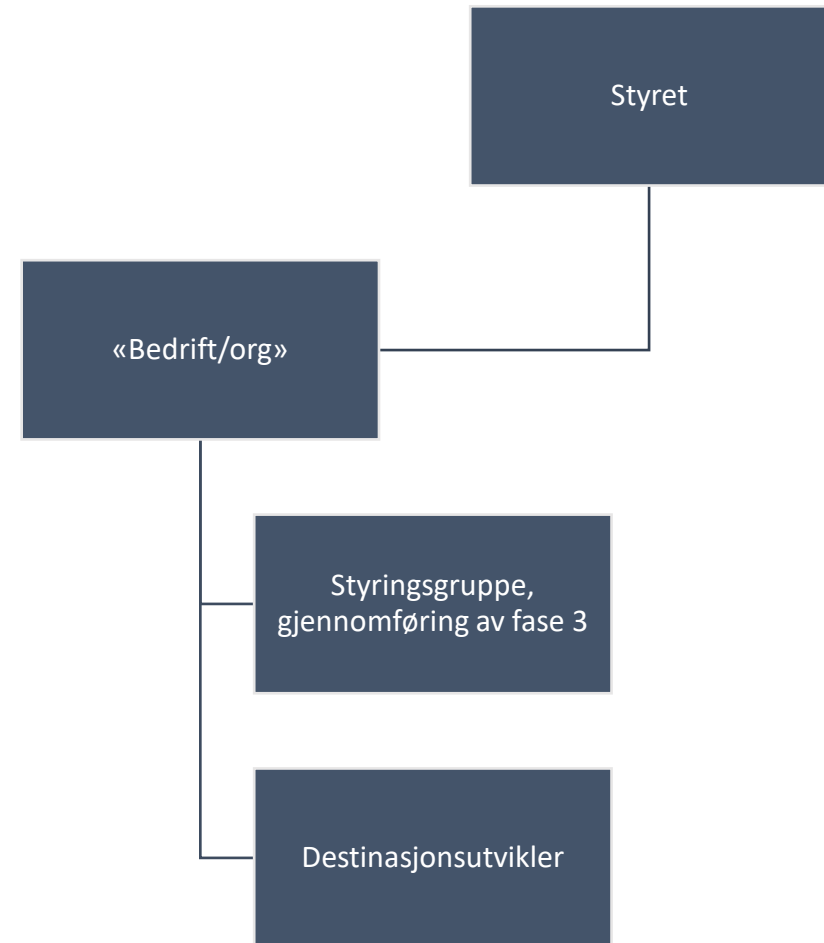 Styret
«Bedrift/org»
Styringsgruppe,
gjennomføring av fase 3
Destinasjonsutvikler